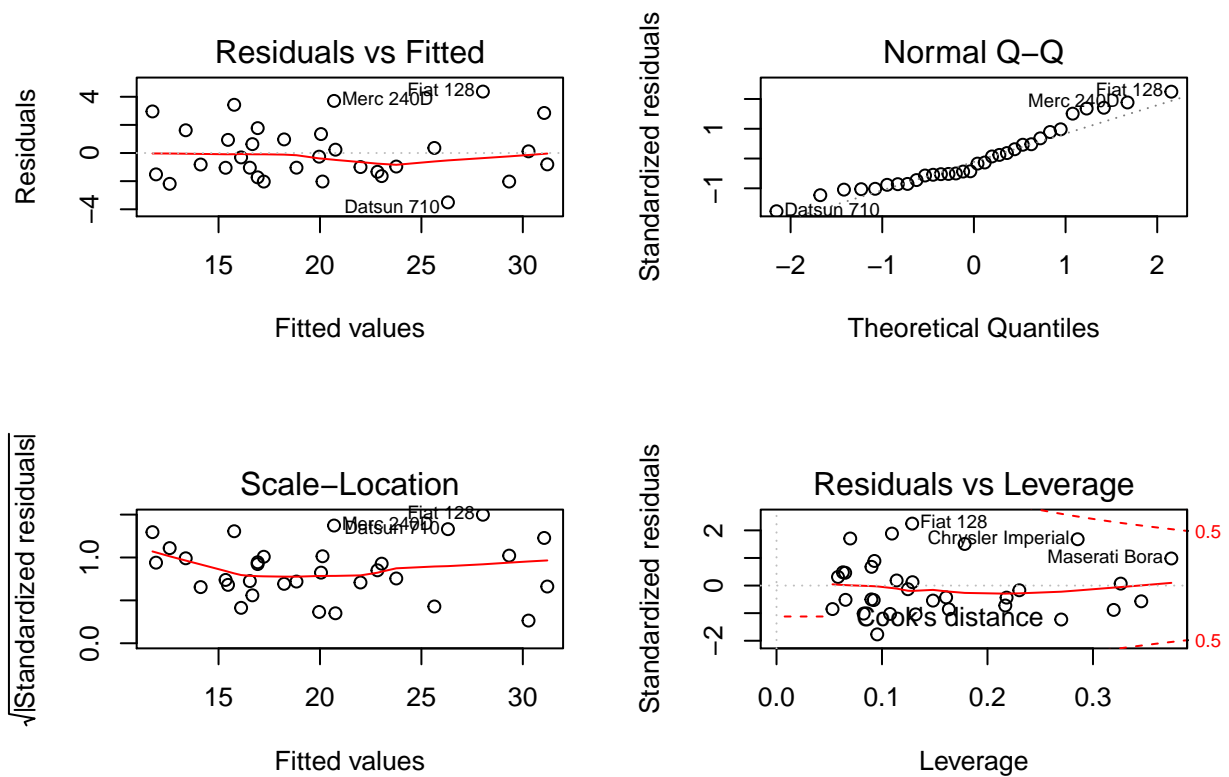 Residuals vs Fitted
Residuals
4
0
−4
Fiat 128
Merc 240D
Datsun 710
15 20 25 30
Fitted values
Normal Q−Q
Standardized residuals
1
−1
Fiat 128
Merc 240D
Datsun 710
−2 −1 0 1 2
Theoretical Quantiles
Scale−Location
√|Standardized residuals|
1.0
0.0
Fiat 128
Merc 240D
Datsun 710
15 20 25 30
Fitted values
Residuals vs Leverage
Standardized residuals
2
0
−2
Fiat 128
Chrysler Imperial
Maserati Bora
0.5
Cook's distance
0.5
0.0 0.1 0.2 0.3
Leverage